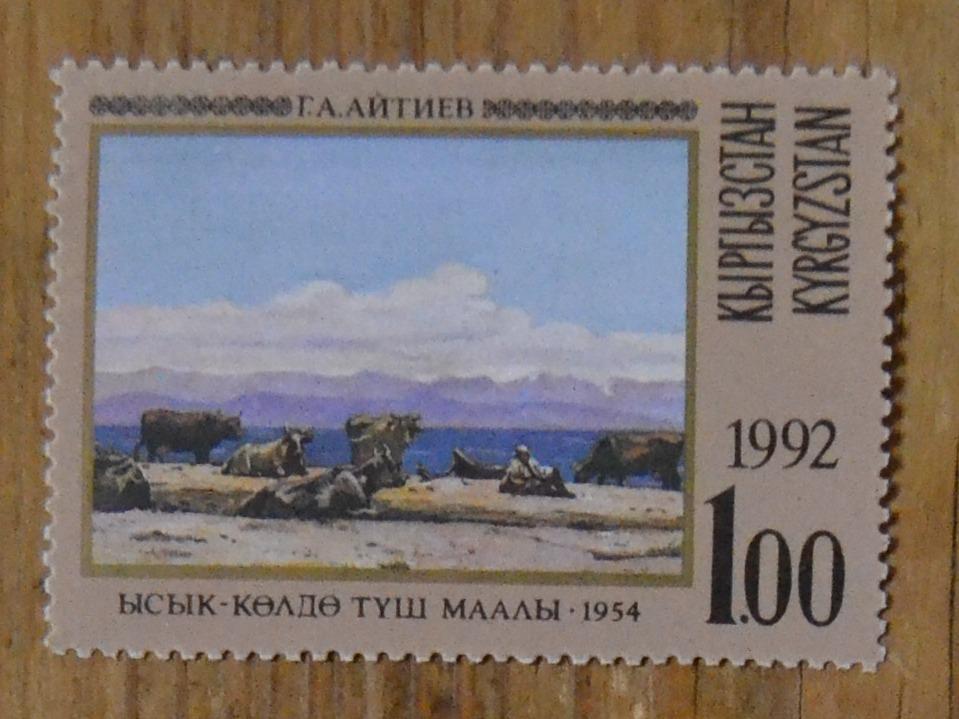 Г.А.АЙТИЕВ
КЫРГЫЗСТАН
KYRGYZSTAN
1992
1.00
ЫСЫК-КӨЛДӨ ТҮШ МААЛЫ · 1954